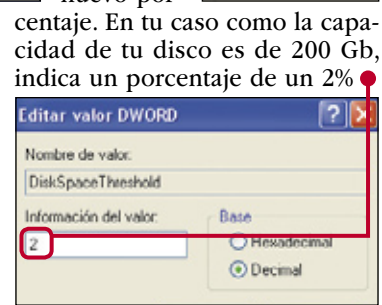 nuevo por-
centaje. En tu caso como la capa-
cidad de tu disco es de 200 Gb,
indica un porcentaje de un 2%
Editar valor DWORD
Nombre de valor:
DiskSpaceThreshold
Información del valor:
Base
2
Hexadecimal
Decimal